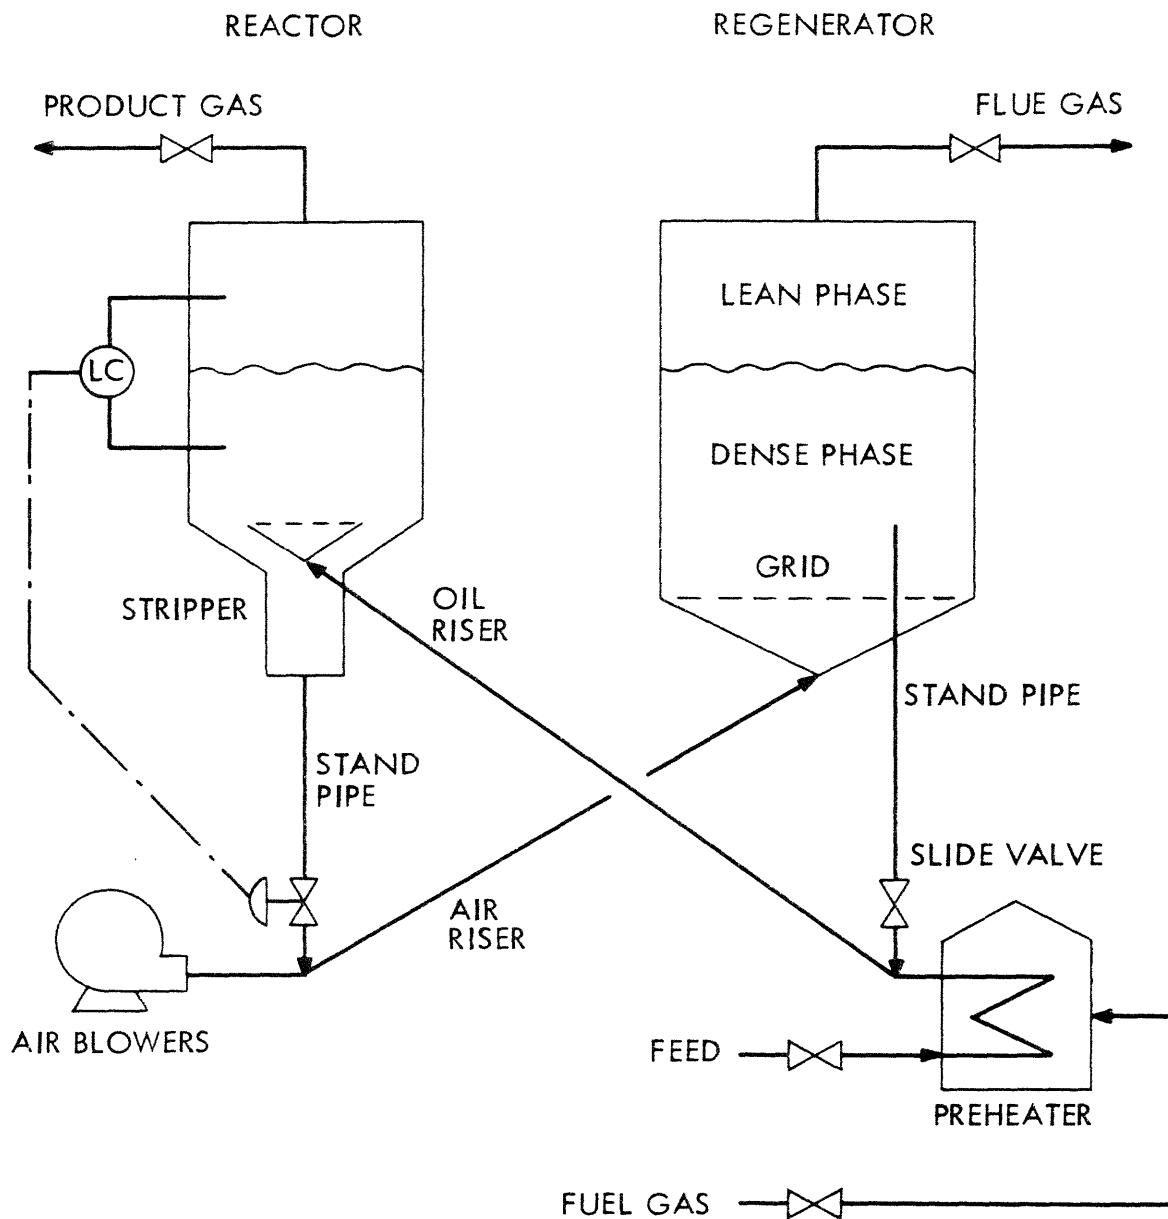 REACTOR
REGENERATOR
PRODUCT GAS
FLUE GAS
LEAN PHASE
LC
DENSE PHASE
GRID
STRIPPER
OIL
RISER
STAND PIPE
STAND
PIPE
SLIDE VALVE
AIR
RISER
AIR BLOWERS
FEED
PREHEATER
FUEL GAS